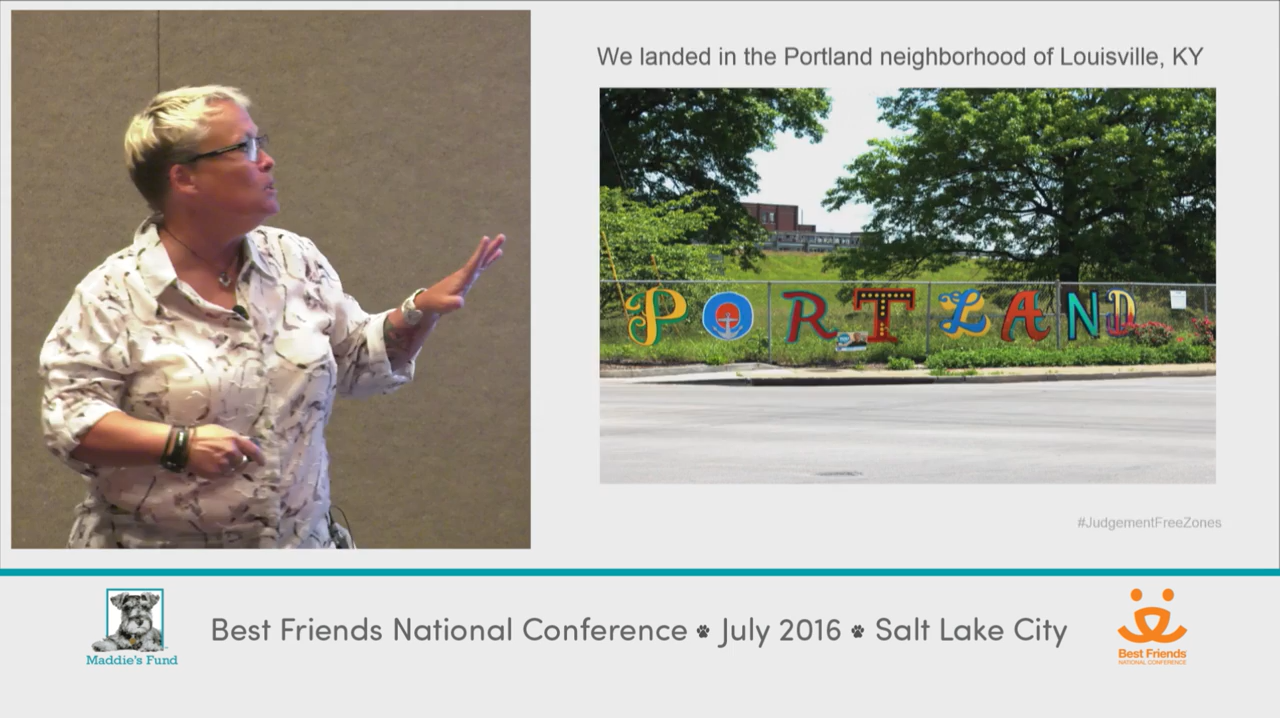 We landed in the Portland neighborhood of Louisville, KY
PORTLAND
#JudgementFreeZones
Maddie's Fund
Best Friends National Conference 🐾 July 2016 🐾 Salt Lake City
Best Friends
NATIONAL CONFERENCE